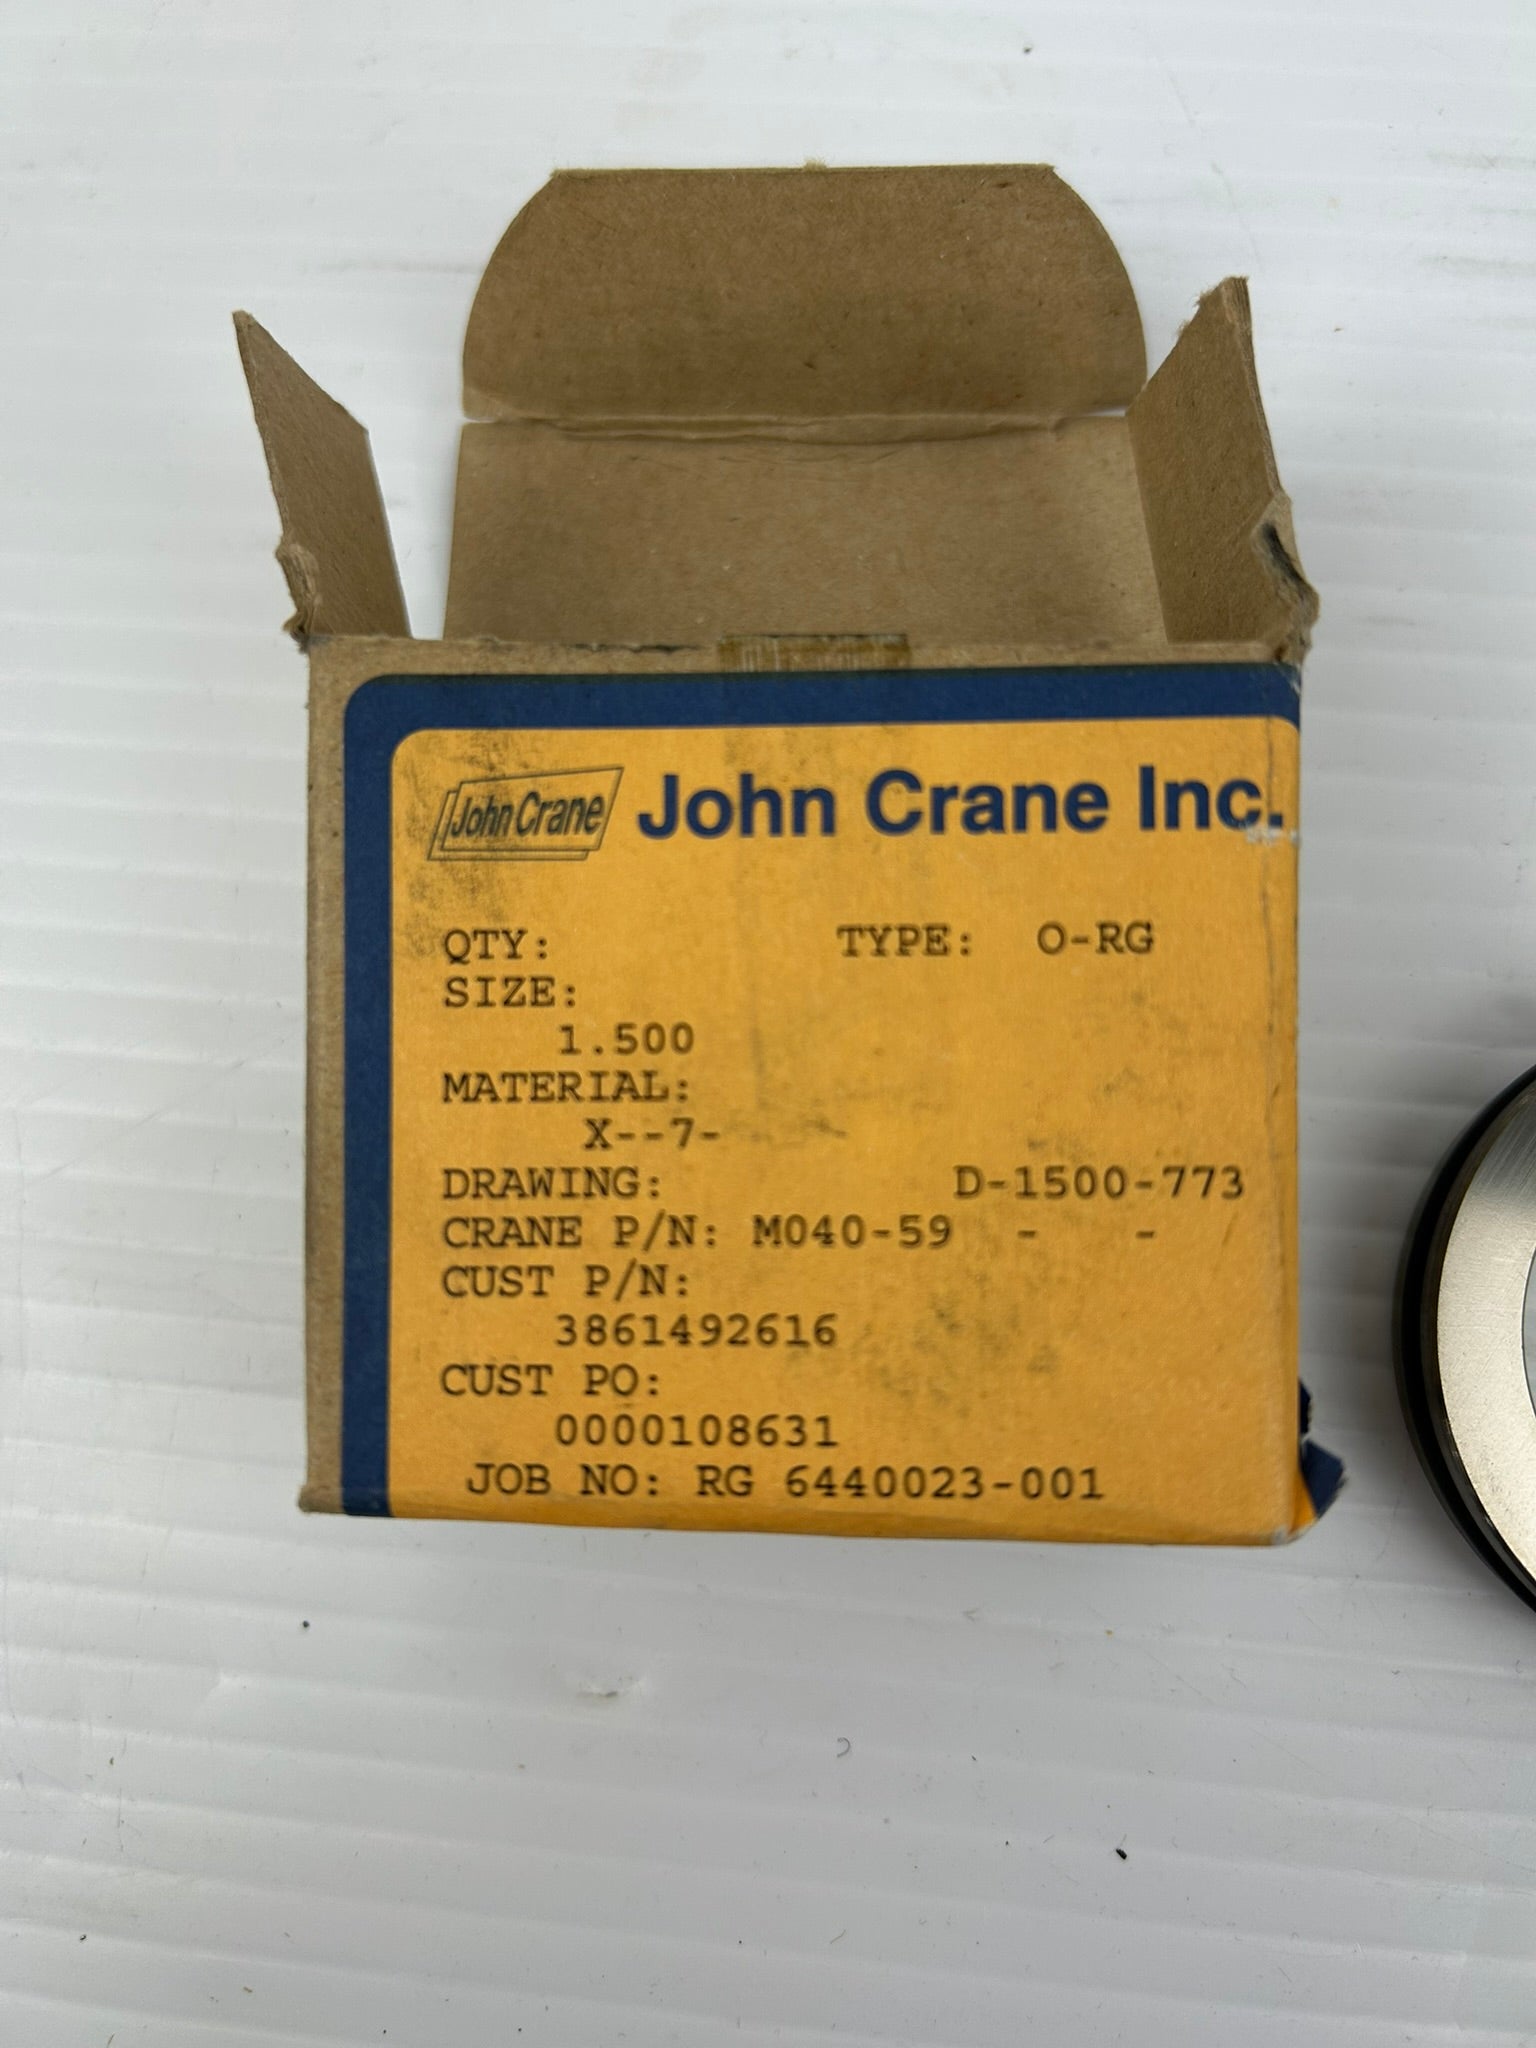 John Crane John Crane Inc.
QTY: TYPE: O-RG
SIZE:
1.500
MATERIAL:
X--7-
DRAWING: D-1500-773
CRANE P/N: M040-59 - -
CUST P/N:
3861492616
CUST PO:
0000108631
JOB NO: RG 6440023-001